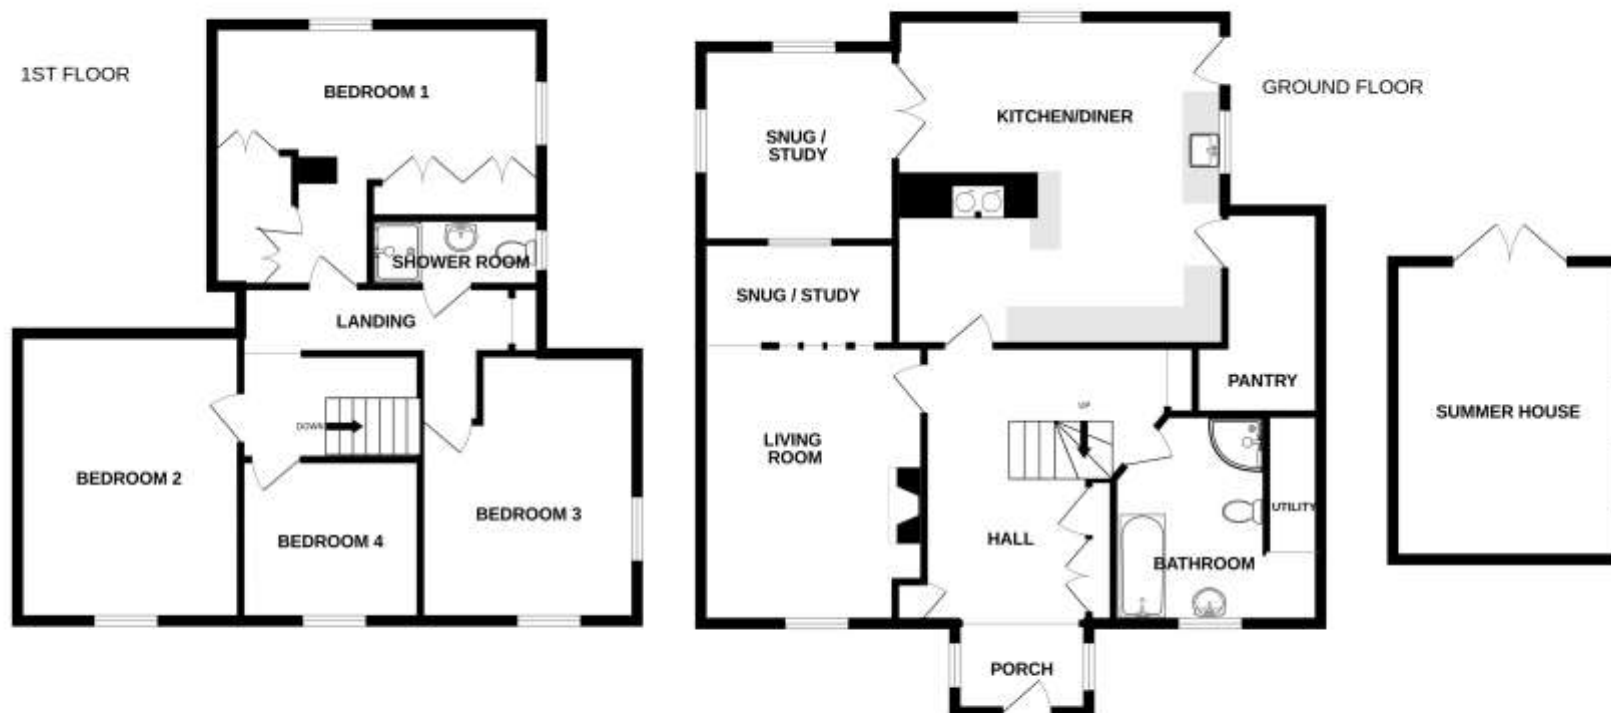 1ST FLOOR
BEDROOM 1
SHOWER ROOM
LANDING
DOWN
BEDROOM 2
BEDROOM 3
BEDROOM 4
GROUND FLOOR
KITCHEN/DINER
SNUG /
STUDY
SNUG / STUDY
PANTRY
UP
LIVING
ROOM
HALL
UTILITY
BATHROOM
PORCH
SUMMER HOUSE